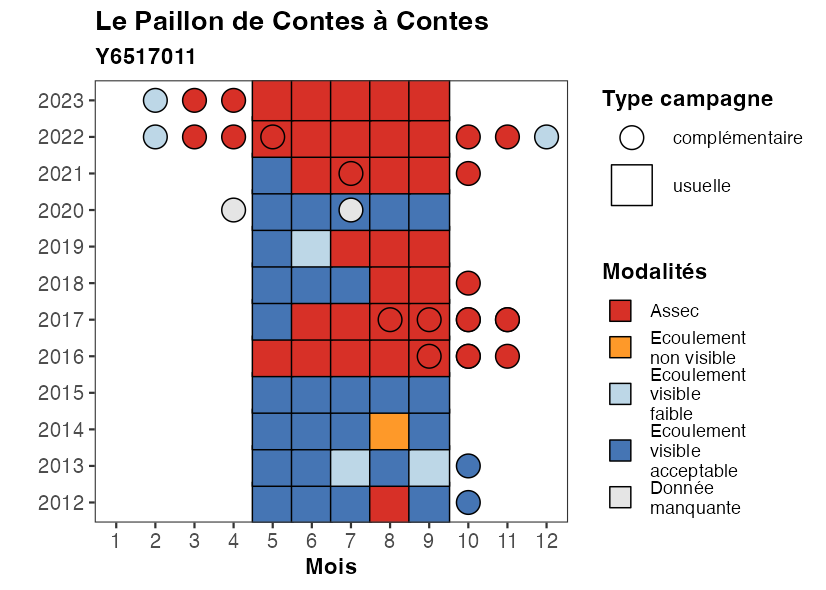 Le Paillon de Contes à Contes
Y6517011
2023
2022
2021
2020
2019
2018
2017
2016
2015
2014
2013
2012
1 2 3 4 5 6 7 8 9 10 11 12
Mois
Type campagne
complémentaire
usuelle
Modalités
Assec
Ecoulement
non visible
Ecoulement
visible
faible
Ecoulement
visible
acceptable
Donnée
manquante